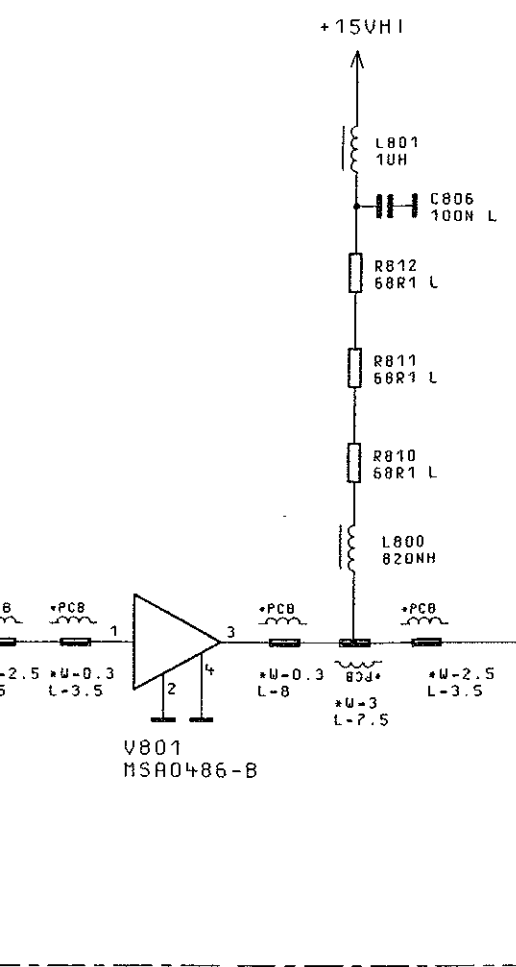 +15VHI
L801
1UH
C806
100N L
R812
68R1 L
R811
68R1 L
R810
68R1 L
L800
820NH
*PCB
*PCB
*PCB
1
3
2
4
-2.5
*W-0.3
L-3.5
*W-0.3
L-8
*PCB
*W-3
L-7.5
*W-2.5
L-3.5
V801
MSA0486-B